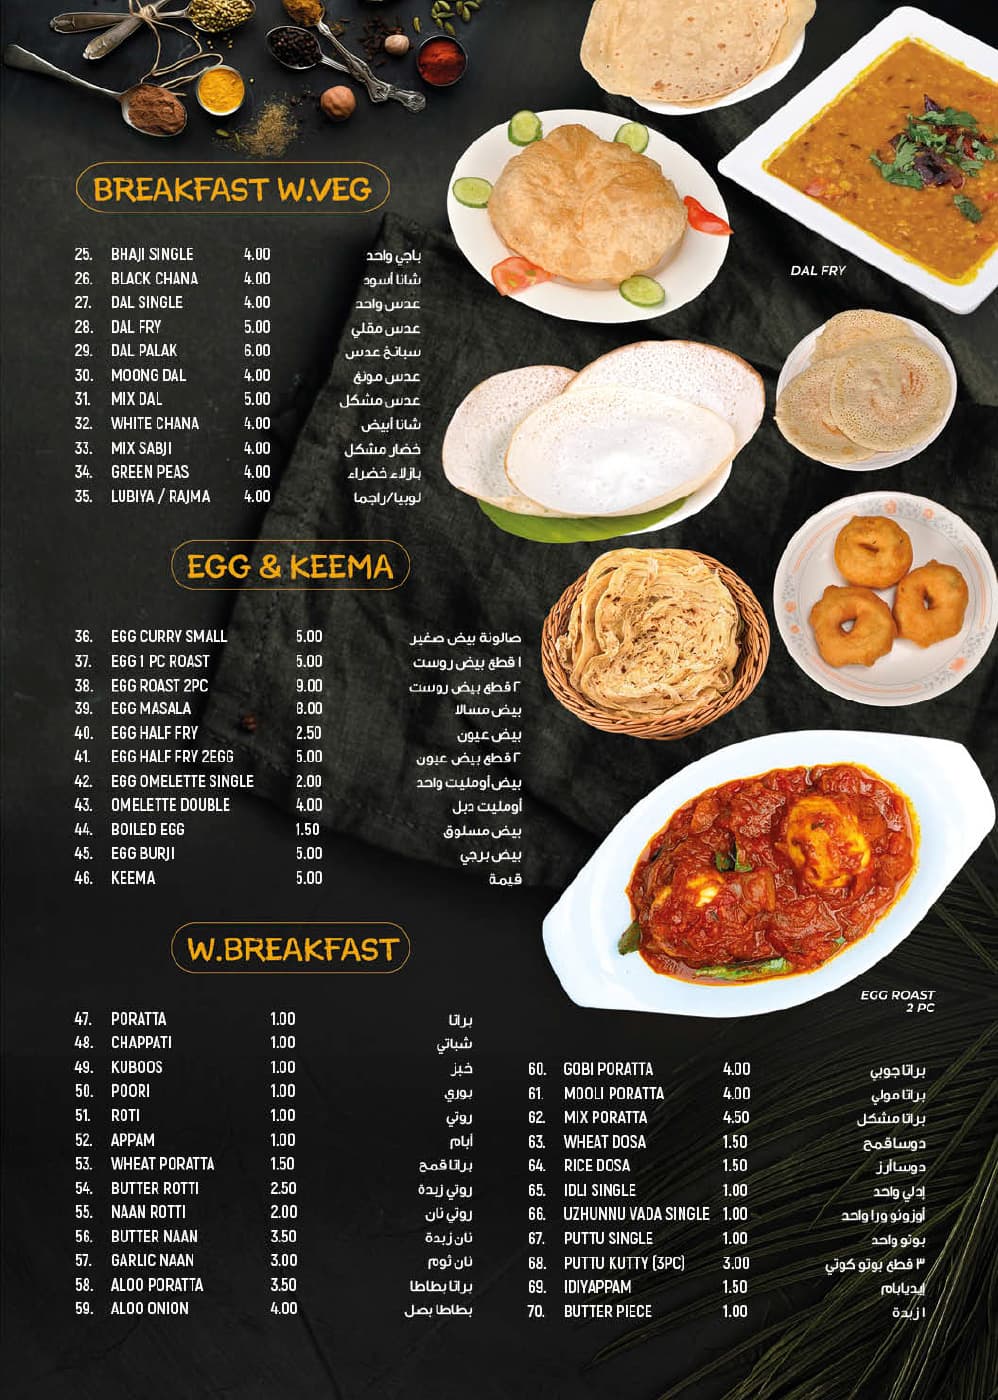 BREAKFAST W.VEG
25. BHAJI SINGLE 4.00 باجي واحد
26. BLACK CHANA 4.00 شانا أسود
27. DAL SINGLE 4.00 عدس واحد
28. DAL FRY 5.00 عدس مقلي
29. DAL PALAK 6.00 سبانخ عدس
30. MOONG DAL 4.00 عدس مونغ
31. MIX DAL 5.00 عدس مشكل
32. WHITE CHANA 4.00 شانا أبيض
33. MIX SABJI 4.00 خضار مشكل
34. GREEN PEAS 4.00 بازلاء خضراء
35. LUBIYA / RAJMA 4.00 لوبيا/راجما
DAL FRY
EGG & KEEMA
36. EGG CURRY SMALL 5.00 صالونة بيض صغير
37. EGG 1 PC ROAST 5.00 ١ قطع بيض روست
38. EGG ROAST 2PC 9.00 ٢ قطع بيض روست
39. EGG MASALA 8.00 بيض مسالا
40. EGG HALF FRY 2.50 بيض عيون
41. EGG HALF FRY 2EGG 5.00 ٢ قطع بيض عيون
42. EGG OMELETTE SINGLE 2.00 بيض أومليت واحد
43. OMELETTE DOUBLE 4.00 أومليت دبل
44. BOILED EGG 1.50 بيض مسلوق
45. EGG BURJI 5.00 بيض برجي
46. KEEMA 5.00 قيمة
EGG ROAST
2 PC
W.BREAKFAST
47. PORATTA 1.00 براتا
48. CHAPPATI 1.00 شباتي
49. KUBOOS 1.00 خبز
50. POORI 1.00 بوري
51. ROTI 1.00 روتي
52. APPAM 1.00 أبام
53. WHEAT PORATTA 1.50 براتا قمح
54. BUTTER ROTTI 2.50 روتي زبدة
55. NAAN ROTTI 2.00 روتي نان
56. BUTTER NAAN 3.50 نان زبدة
57. GARLIC NAAN 3.00 نان ثوم
58. ALOO PORATTA 3.50 براتا بطاطا
59. ALOO ONION 4.00 بطاطا بصل
60. GOBI PORATTA 4.00 براتا جوبي
61. MOOLI PORATTA 4.00 براتا مولي
62. MIX PORATTA 4.50 براتا مشكل
63. WHEAT DOSA 1.50 دوسا قمح
64. RICE DOSA 1.50 دوسا أرز
65. IDLI SINGLE 1.00 إدلي واحد
66. UZHUNNU VADA SINGLE 1.00 أوزونو ورا واحد
67. PUTTU SINGLE 1.00 بوتو واحد
68. PUTTU KUTTY (3PC) 3.00 ٣ قطع بوتو كوتي
69. IDIYAPPAM 1.50 إيديابام
70. BUTTER PIECE 1.00 ١ زبدة